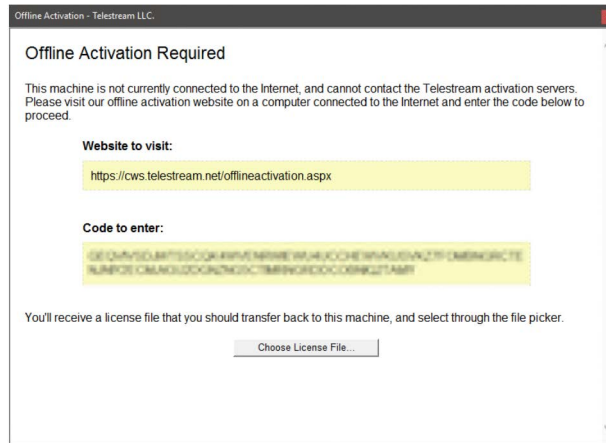 Offline Activation - Telestream LLC.
Offline Activation Required
This machine is not currently connected to the Internet, and cannot contact the Telestream activation servers.
Please visit our offline activation website on a computer connected to the Internet and enter the code below to
proceed.
Website to visit:
https://cws.telestream.net/offlineactivation.aspx
Code to enter:
You'll receive a license file that you should transfer back to this machine, and select through the file picker.
Choose License File...